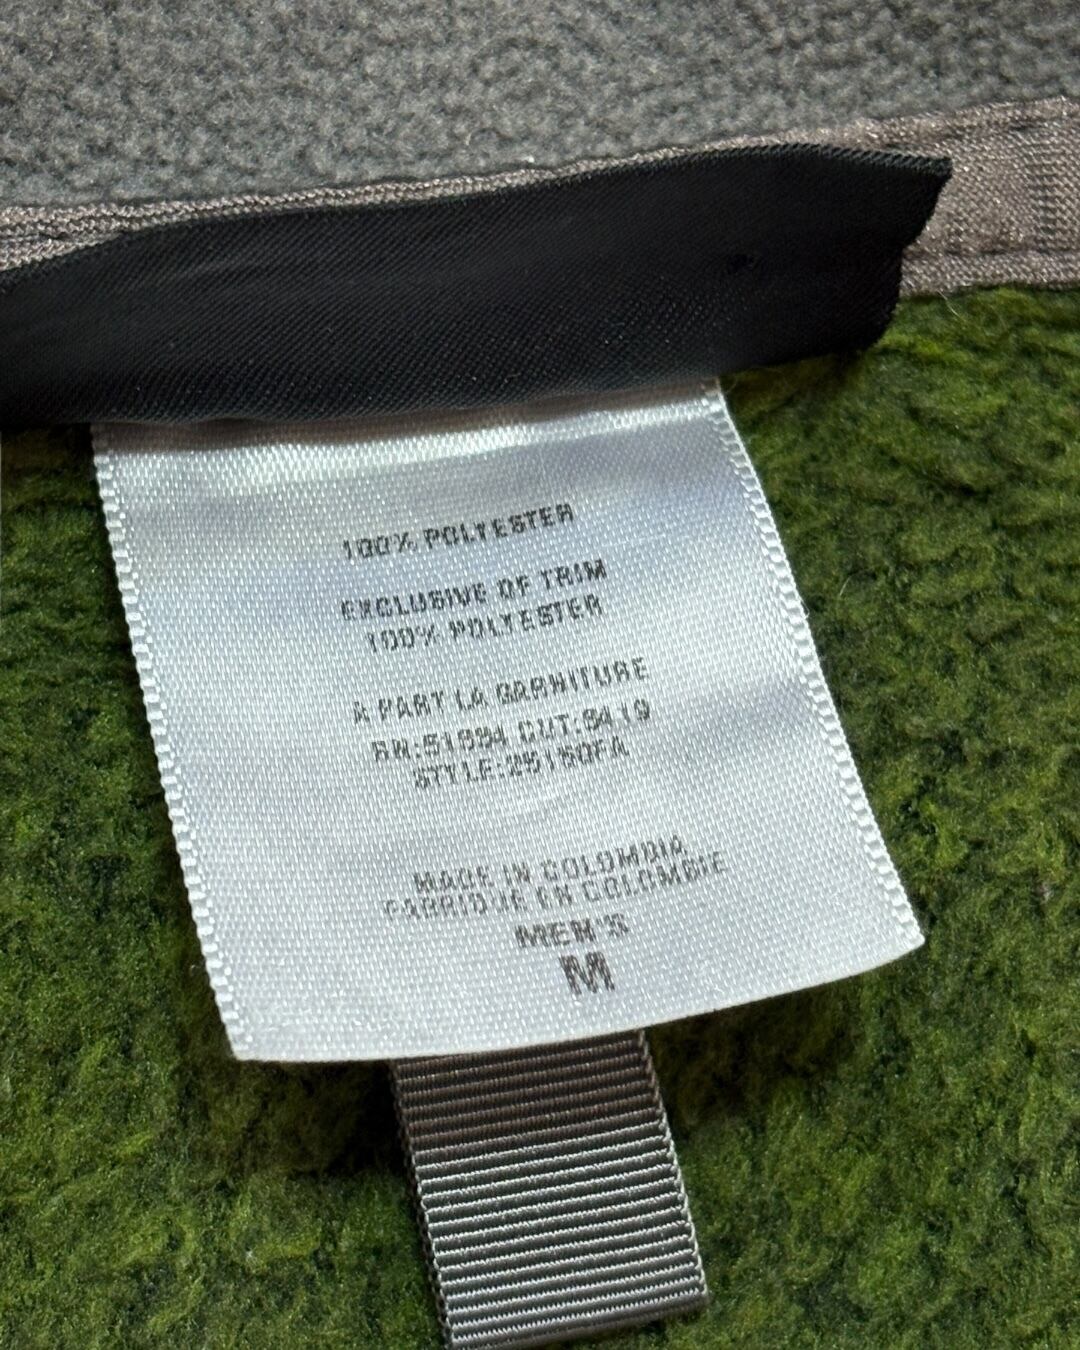 100% POLYESTER
EXCLUSIVE OF TRIM
100% POLYESTER
A PART LA GARNITURE
RN:51884 CUT:8419
STYLE:25150FA
MADE IN COLOMBIA
FABRIQUE EN COLOMBIE
MEN'S
M